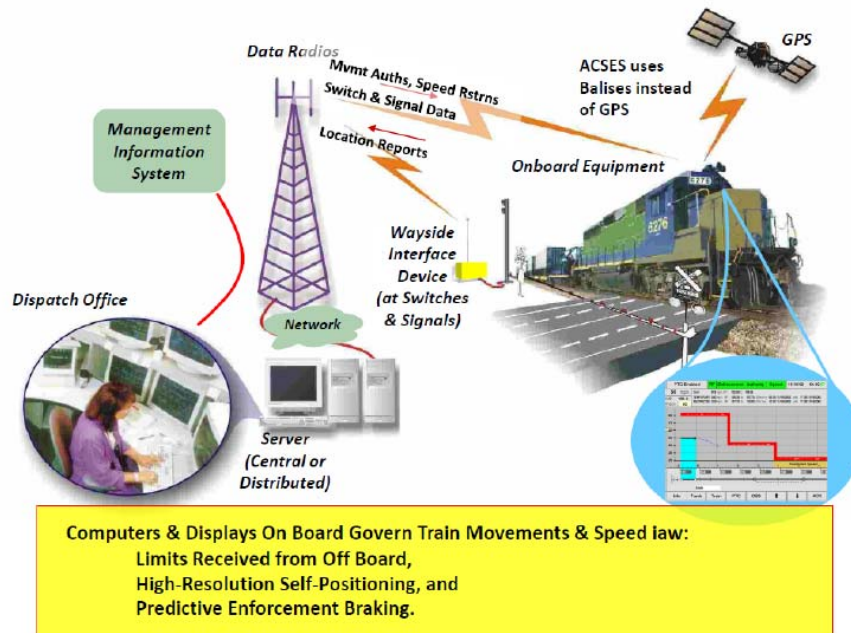 Data Radios
GPS
Mvmt Auths, Speed Rstrns
Switch & Signal Data
Location Reports
ACSES uses
Balises instead
of GPS
Management
Information
System
Onboard Equipment
6276
6276
Wayside
Interface
Device
(at Switches
& Signals)
Dispatch Office
Network
Server
(Central or
Distributed)
Computers & Displays On Board Govern Train Movements & Speed iaw:
Limits Received from Off Board,
High-Resolution Self-Positioning, and
Predictive Enforcement Braking.